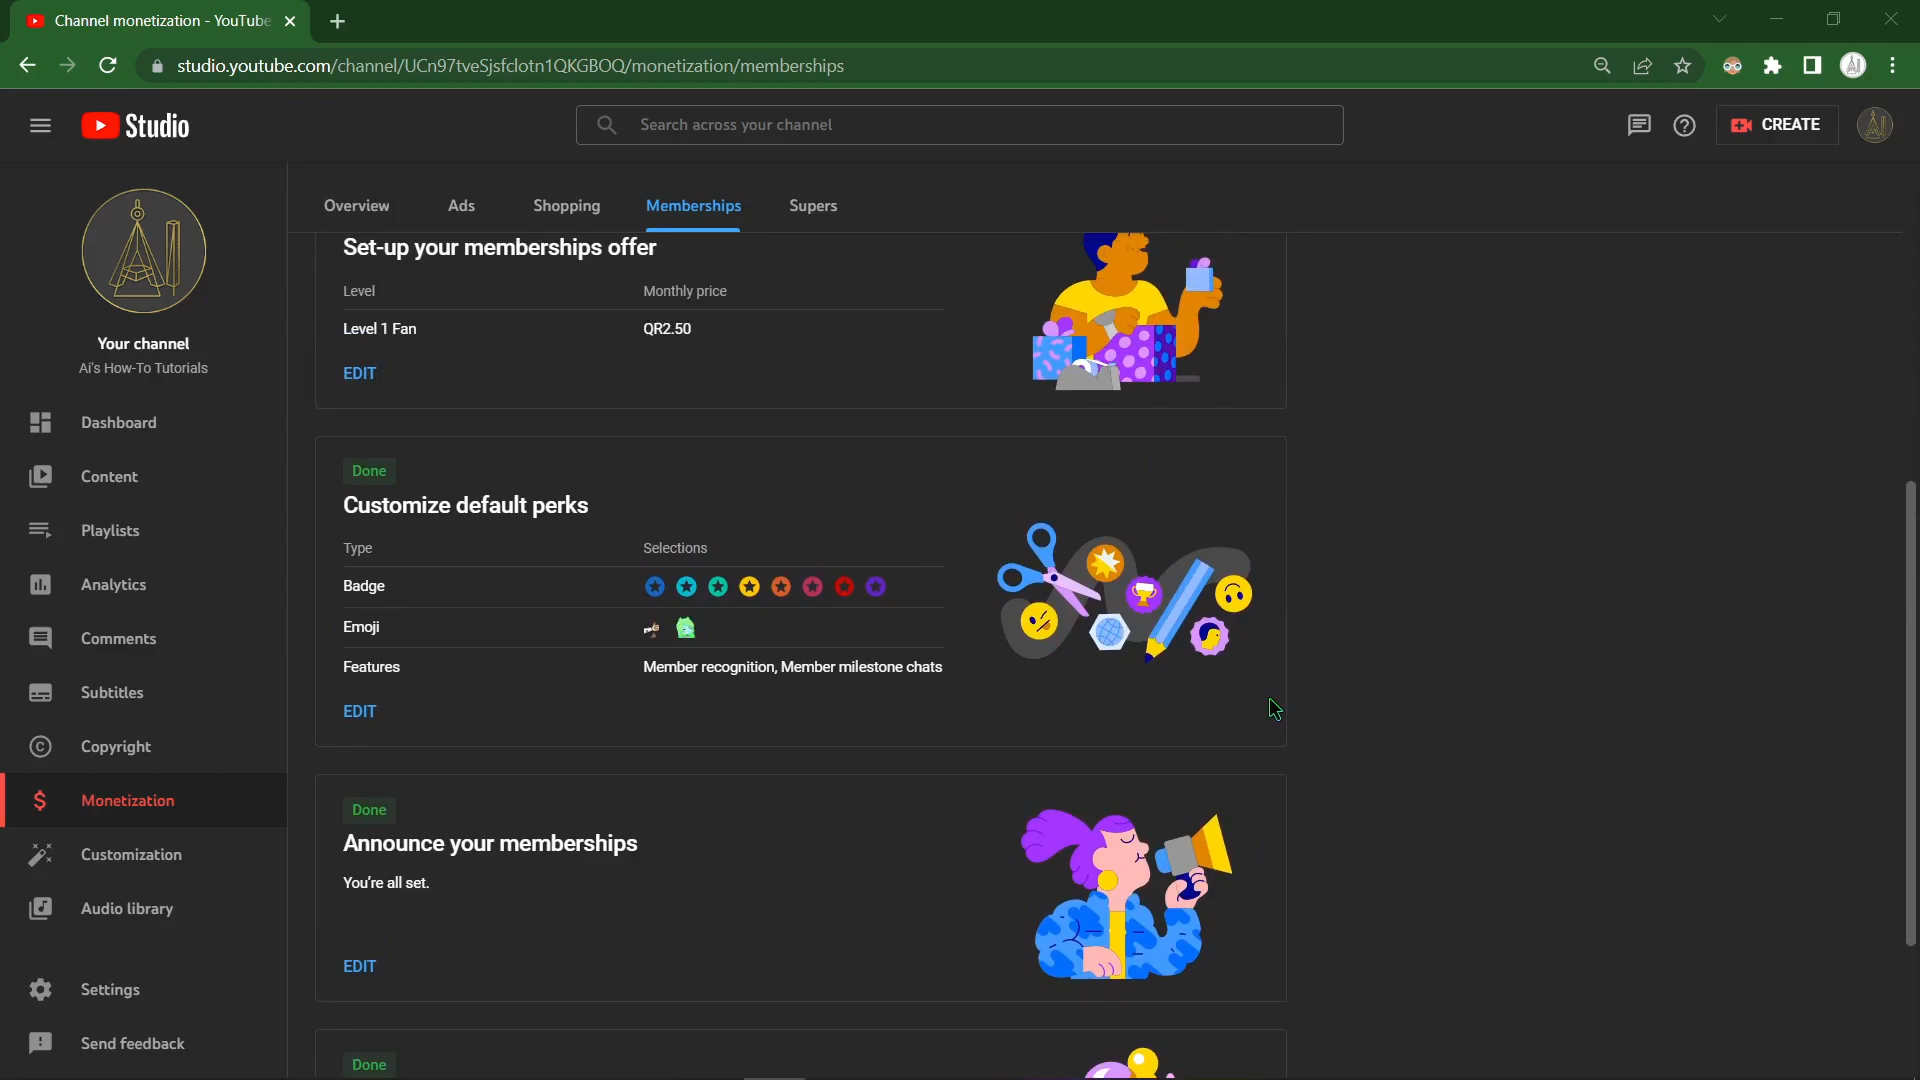 Channel monetization - YouTube
studio.youtube.com/channel/UCn97tveSjsfclotn1QKGBOQ/monetization/memberships
Studio
Search across your channel
CREATE
Your channel
Ai's How-To Tutorials
Dashboard
Content
Playlists
Analytics
Comments
Subtitles
Copyright
Monetization
Customization
Audio library
Settings
Send feedback
Overview
Ads
Shopping
Memberships
Supers
Set-up your memberships offer
Level
Monthly price
Level 1 Fan
QR2.50
EDIT
Done
Customize default perks
Type
Selections
Badge
Emoji
Features
Member recognition, Member milestone chats
EDIT
Done
Announce your memberships
You're all set.
EDIT
Done